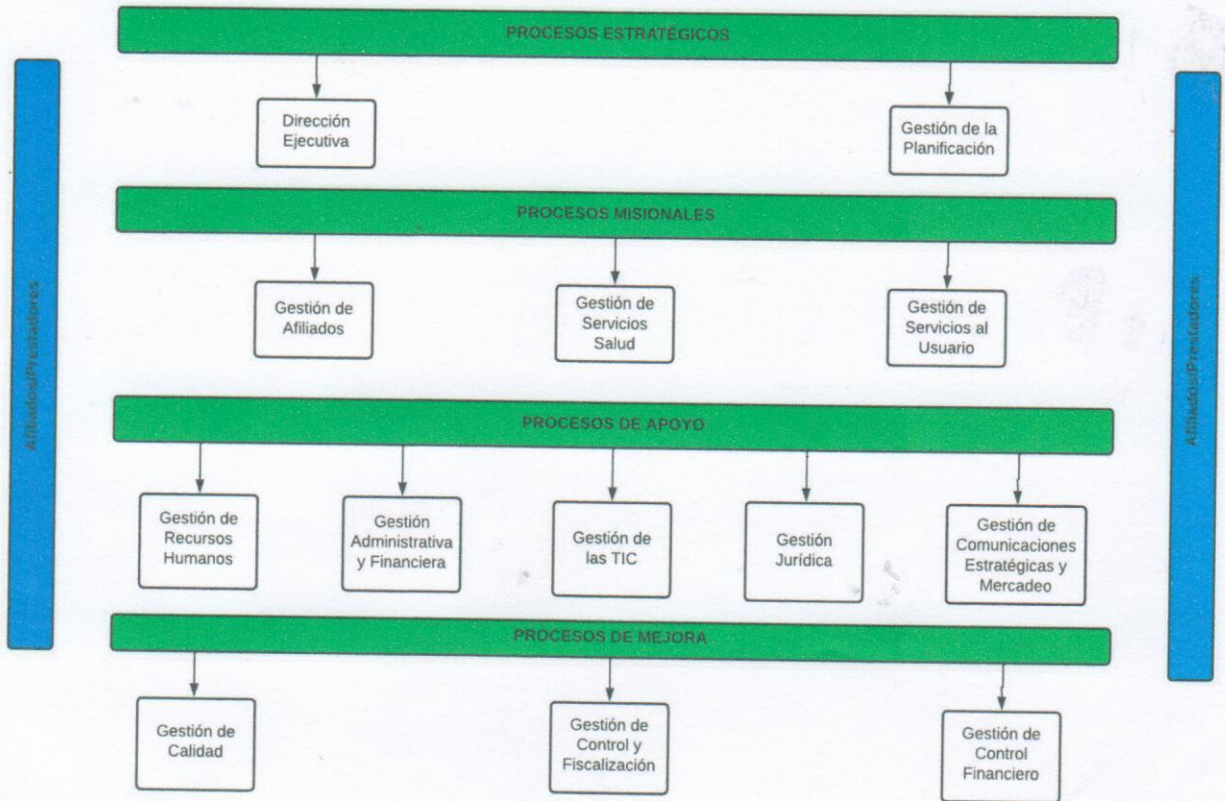 PROCESOS ESTRATÉGICOS
Dirección
Ejecutiva
Gestión de la
Planificación
Afiliados/Prestadores
PROCESOS MISIONALES
Gestión de
Afiliados
Gestión de
Servicios
Salud
Gestión de
Servicios al
Usuario
PROCESOS DE APOYO
Gestión de
Recursos
Humanos
Gestión
Administrativa
y Financiera
Gestión de
las TIC
Gestión
Jurídica
Gestión de
Comunicaciones
Estratégicas y
Mercadeo
PROCESOS DE MEJORA
Gestión de
Calidad
Gestión de
Control y
Fiscalización
Gestión de
Control
Financiero
Afiliados/Prestadores